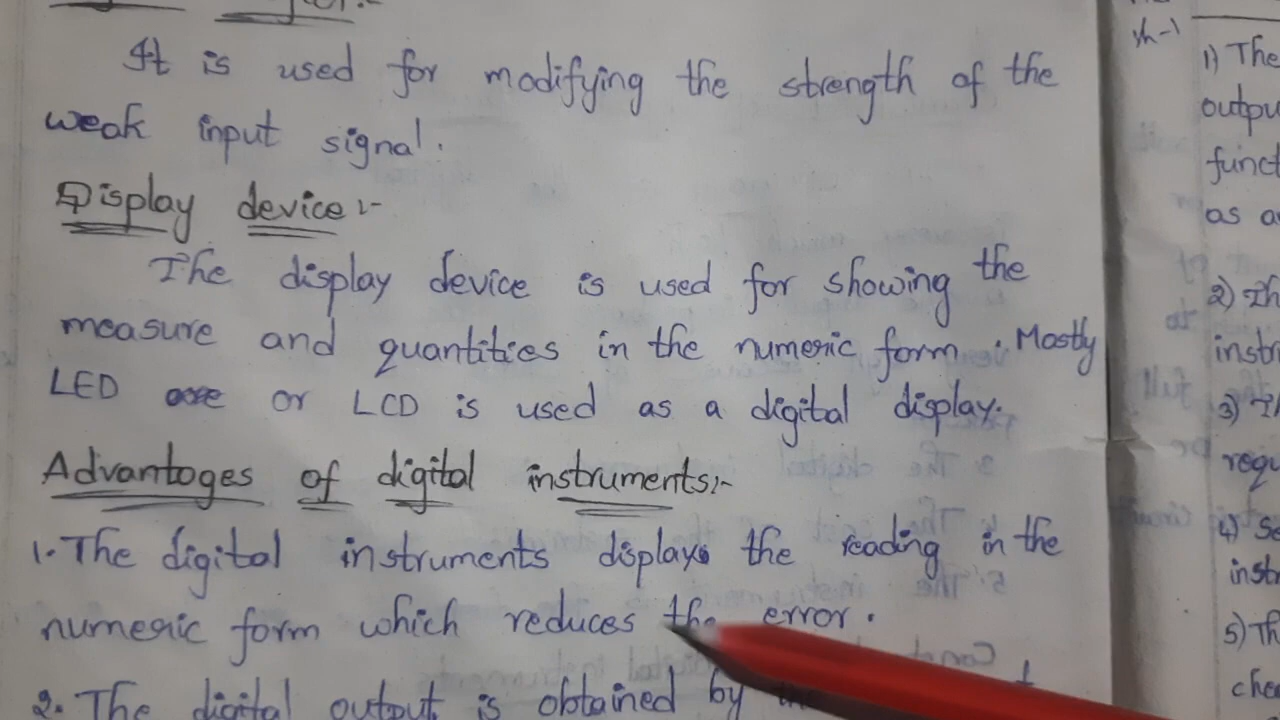 It is used for modifying the strength of the
weak input signal.
Display device :-
The display device is used for showing the
measure and quantities in the numeric form . Mostly
LED or LCD is used as a digital display.
Advantages of digital instruments:-
1. The digital instruments displays the reading in the
numeric form which reduces the error.
2. The digital output is obtained by the
1) The
outpu
funct
as a
2) Th
instr
3) Th
requ
4) Se
instr
5) Th
chea